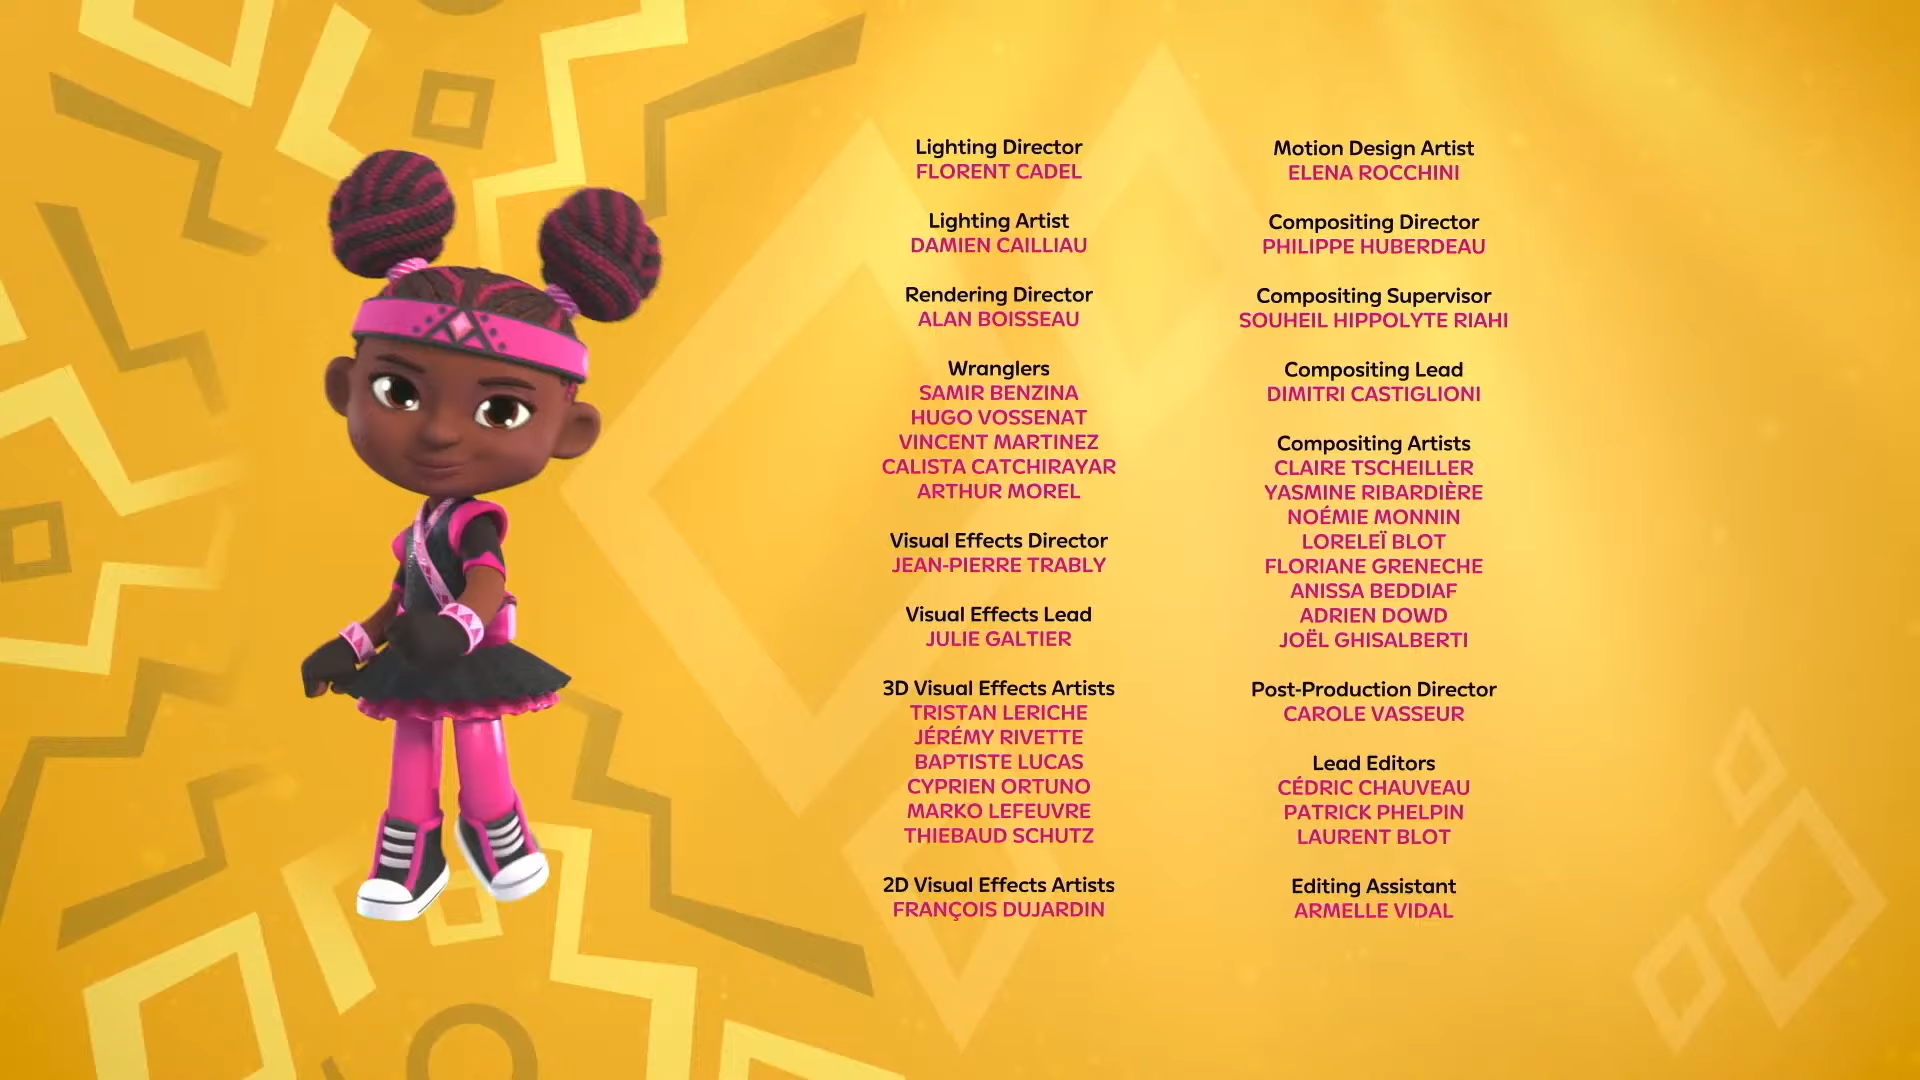 Lighting Director
FLORENT CADEL
Lighting Artist
DAMIEN CAILLIAU
Rendering Director
ALAN BOISSEAU
Wranglers
SAMIR BENZINA
HUGO VOSSENAT
VINCENT MARTINEZ
CALISTA CATCHIRAYAR
ARTHUR MOREL
Visual Effects Director
JEAN-PIERRE TRABLY
Visual Effects Lead
JULIE GALTIER
3D Visual Effects Artists
TRISTAN LERICHE
JÉRÉMY RIVETTE
BAPTISTE LUCAS
CYPRIEN ORTUNO
MARKO LEFEUVRE
THIEBAUD SCHUTZ
2D Visual Effects Artists
FRANÇOIS DUJARDIN
Motion Design Artist
ELENA ROCCHINI
Compositing Director
PHILIPPE HUBERDEAU
Compositing Supervisor
SOUHEIL HIPPOLYTE RIAHI
Compositing Lead
DIMITRI CASTIGLIONI
Compositing Artists
CLAIRE TSCHEILLER
YASMINE RIBARDIÈRE
NOÉMIE MONNIN
LORELEÏ BLOT
FLORIANE GRENECHE
ANISSA BEDDIAF
ADRIEN DOWD
JOËL GHISALBERTI
Post-Production Director
CAROLE VASSEUR
Lead Editors
CÉDRIC CHAUVEAU
PATRICK PHELPIN
LAURENT BLOT
Editing Assistant
ARMELLE VIDAL